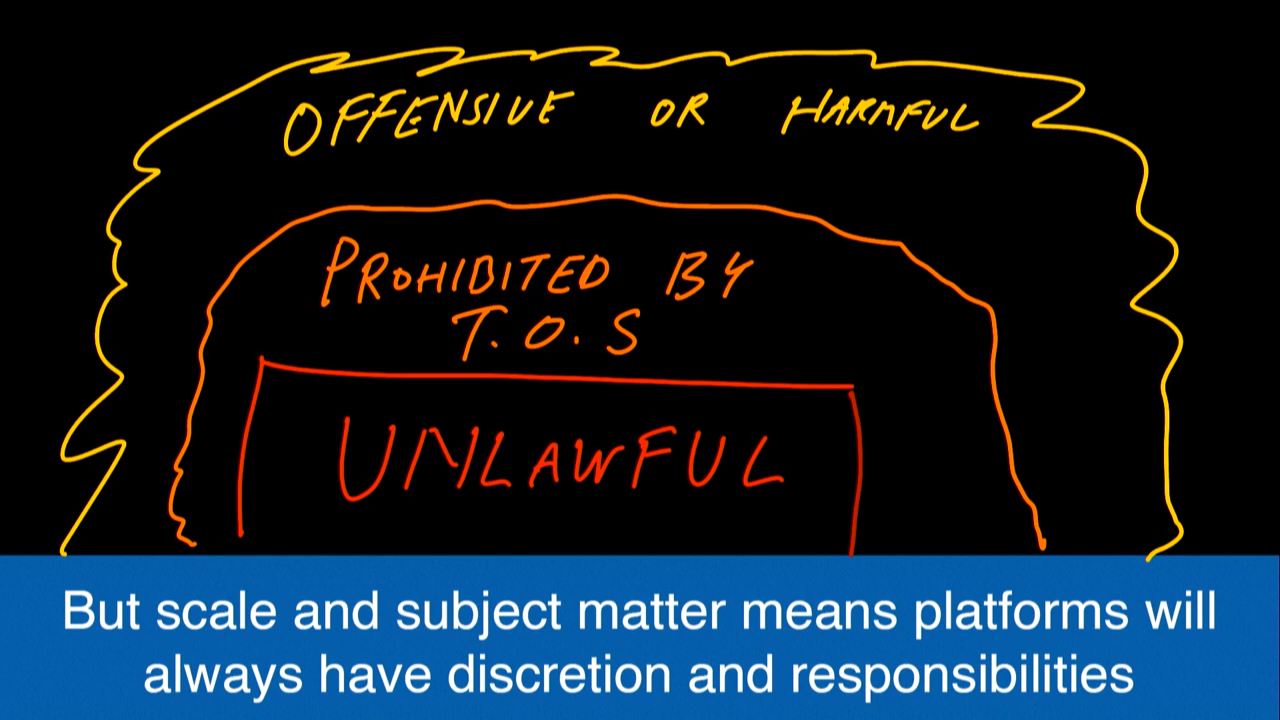 OFFENSIVE OR HARMFUL
PROHIBITED BY
T.O.S
UNLAWFUL
But scale and subject matter means platforms will
always have discretion and responsibilities